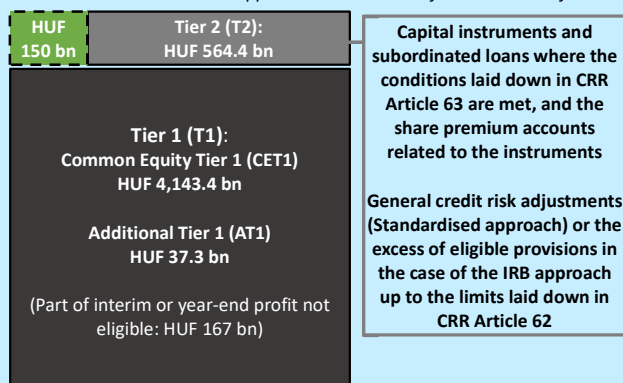 HUF
150 bn
Tier 2 (T2):
HUF 564.4 bn
Tier 1 (T1):
Common Equity Tier 1 (CET1)
HUF 4,143.4 bn
Additional Tier 1 (AT1)
HUF 37.3 bn
(Part of interim or year-end profit not
eligible: HUF 167 bn)
Capital instruments and
subordinated loans where the
conditions laid down in CRR
Article 63 are met, and the
share premium accounts
related to the instruments
General credit risk adjustments
(Standardised approach) or the
excess of eligible provisions in
the case of the IRB approach
up to the limits laid down in
CRR Article 62